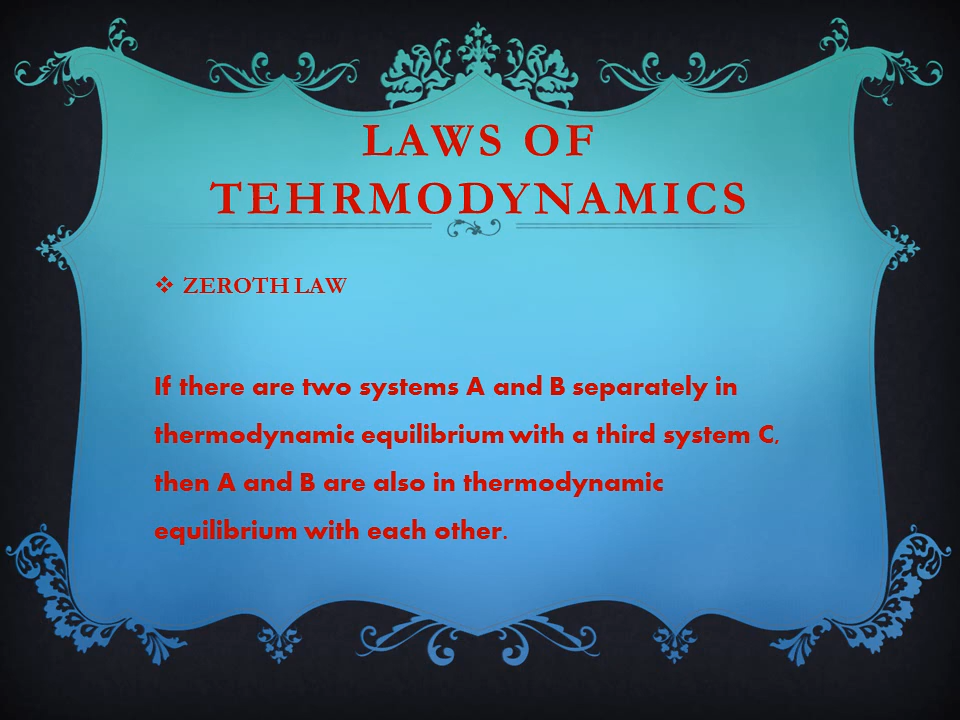 LAWS OF
TEHRMODYNAMICS
❖ ZEROTH LAW
If there are two systems A and B separately in
thermodynamic equilibrium with a third system C,
then A and B are also in thermodynamic
equilibrium with each other.